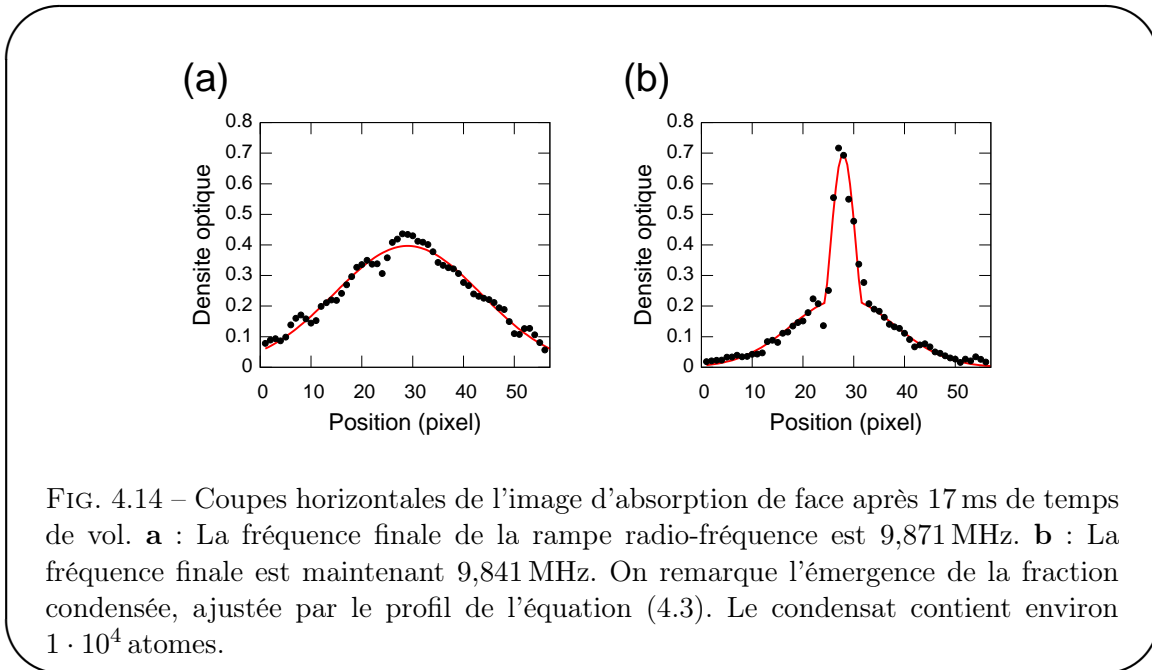 (a)
(b)
0.8
0.7
0.6
0.5
0.4
0.3
0.2
0.1
0
Densite optique
0 10 20 30 40 50
Position (pixel)
0.8
0.7
0.6
0.5
0.4
0.3
0.2
0.1
0
Densite optique
0 10 20 30 40 50
Position (pixel)
FIG. 4.14 – Coupes horizontales de l'image d'absorption de face après 17 ms de temps
de vol. a : La fréquence finale de la rampe radio-fréquence est 9,871 MHz. b : La
fréquence finale est maintenant 9,841 MHz. On remarque l'émergence de la fraction
condensée, ajustée par le profil de l'équation (4.3). Le condensat contient environ
1 · 10⁴ atomes.